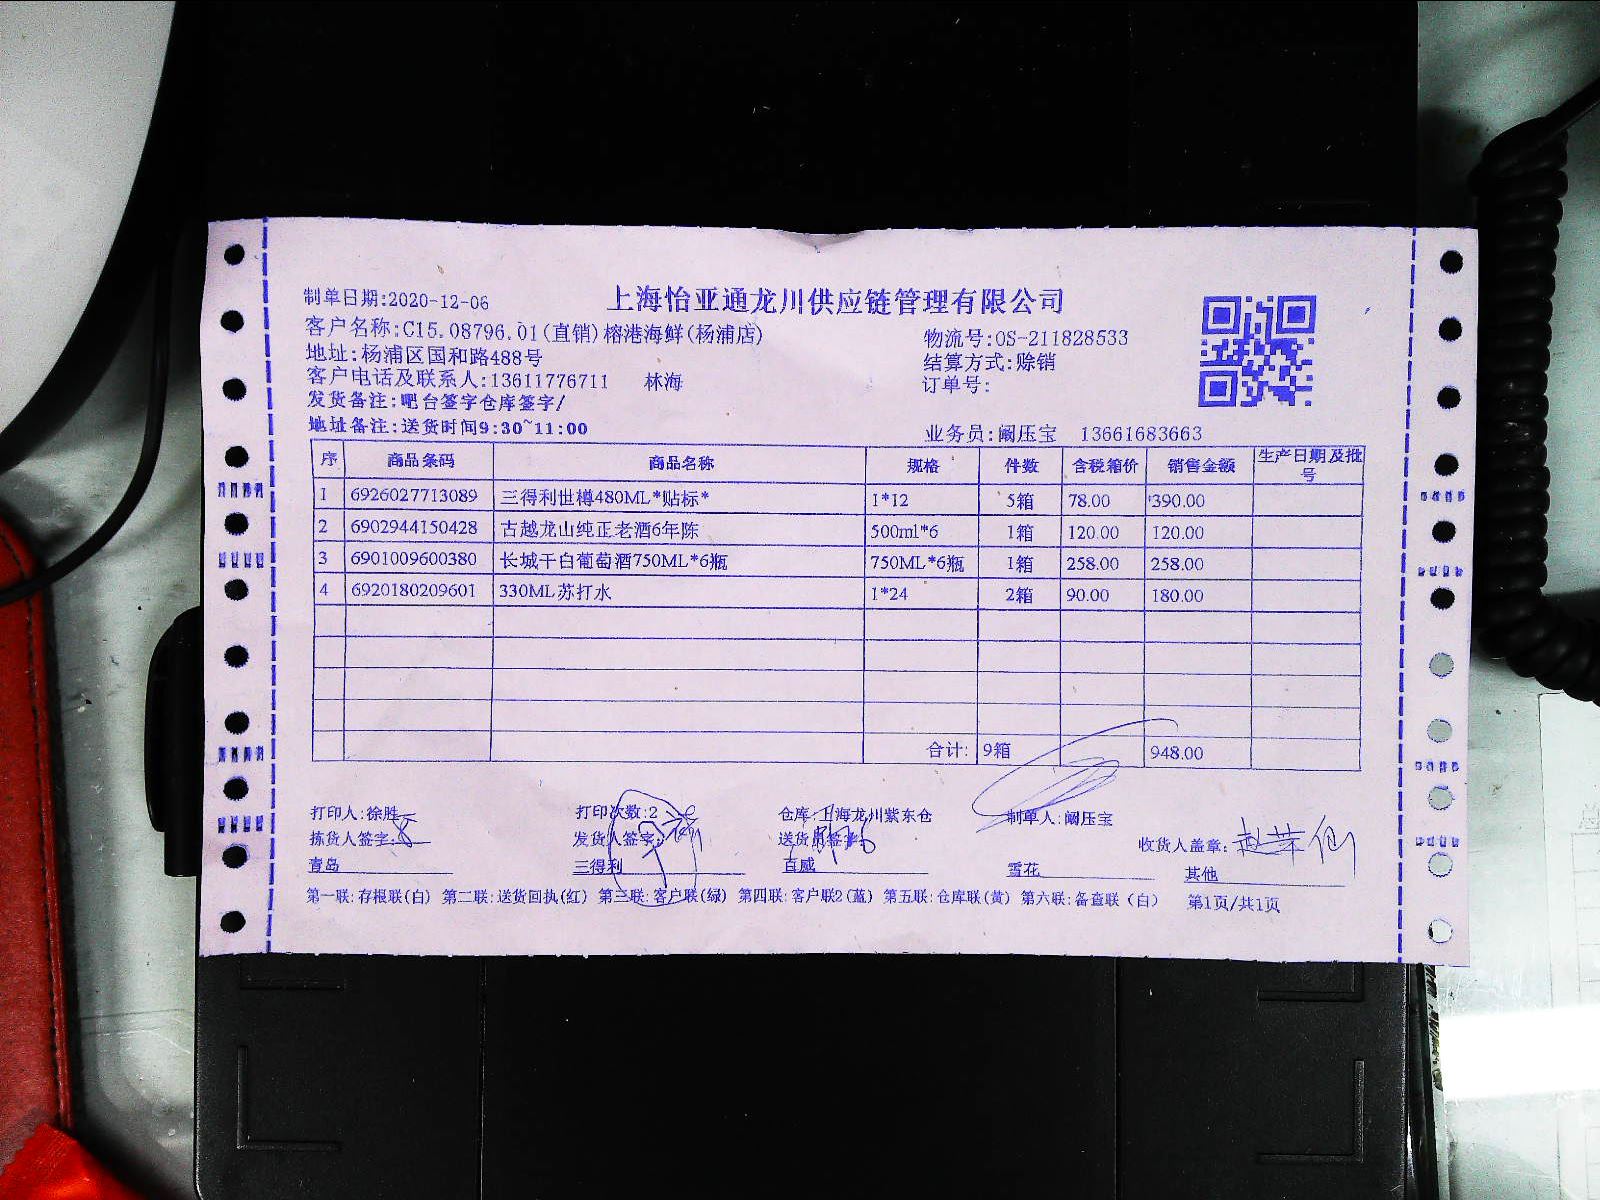 上海怡亚通龙川供应链管理有限公司
制单日期:2020-12-06
客户名称:C15.08796.01(直销)榕港海鲜(杨浦店)
物流号:OS-211828533
地址:杨浦区国和路488号
结算方式:赊销
客户电话及联系人:13611776711 林海
订单号:
发货备注:吧台签字仓库签字/
地址备注:送货时间9:30~11:00
业务员:阚压宝 13661683663
序 商品条码 商品名称 规格 件数 含税箱价 销售金额 生产日期及批号
1 6926027713089 三得利世樽480ML*贴标* 1*12 5箱 78.00 390.00
2 6902944150428 古越龙山纯正老酒6年陈 500ml*6 1箱 120.00 120.00
3 6901009600380 长城干白葡萄酒750ML*6瓶 750ML*6瓶 1箱 258.00 258.00
4 6920180209601 330ML苏打水 1*24 2箱 90.00 180.00
合计: 9箱 948.00
打印人:徐胜 打印次数:2 仓库:上海龙川紫东仓 制单人:阚压宝
拣货人签字: 发货人签字: 送货员签字: 收货人盖章:
青岛 三得利 百威 雪花 其他
第一联:存根联(白) 第二联:送货回执(红) 第三联:客户联(绿) 第四联:客户联2(蓝) 第五联:仓库联(黄) 第六联:备查联(白) 第1页/共1页